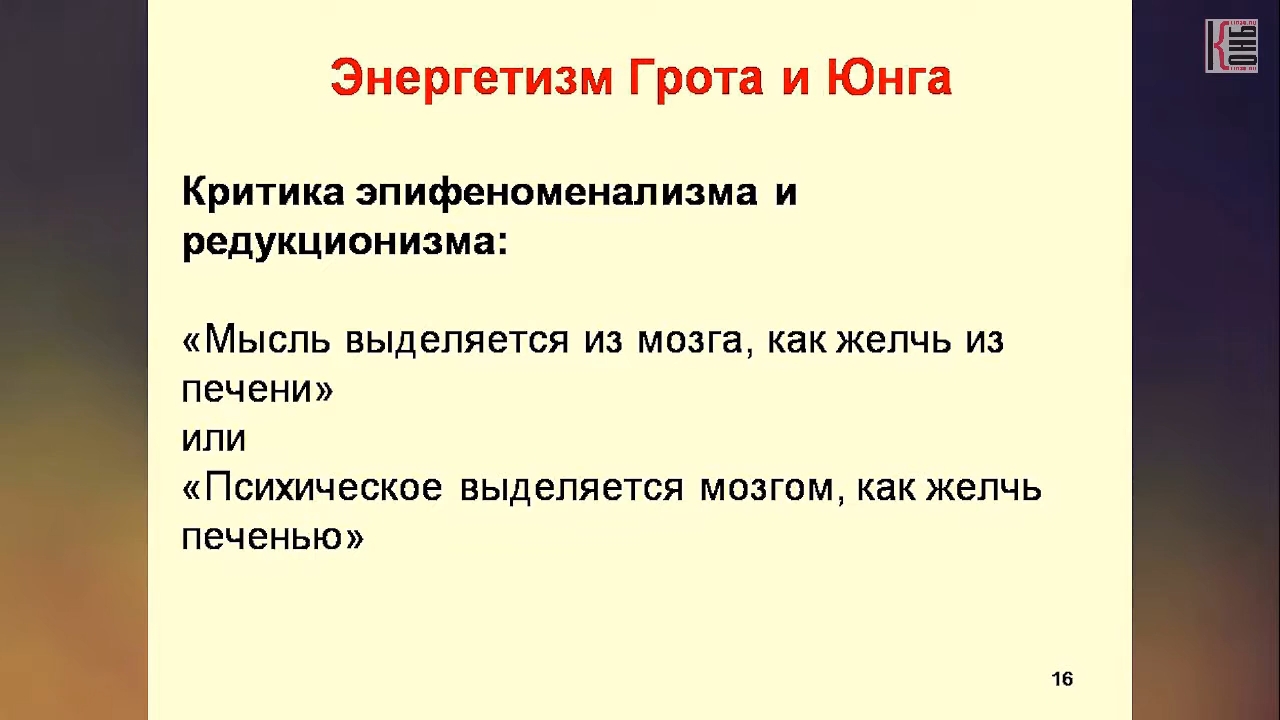 Энергетизм Грота и Юнга
Критика эпифеноменализма и
редукционизма:
«Мысль выделяется из мозга, как желчь из
печени»
или
«Психическое выделяется мозгом, как желчь
печенью»
16